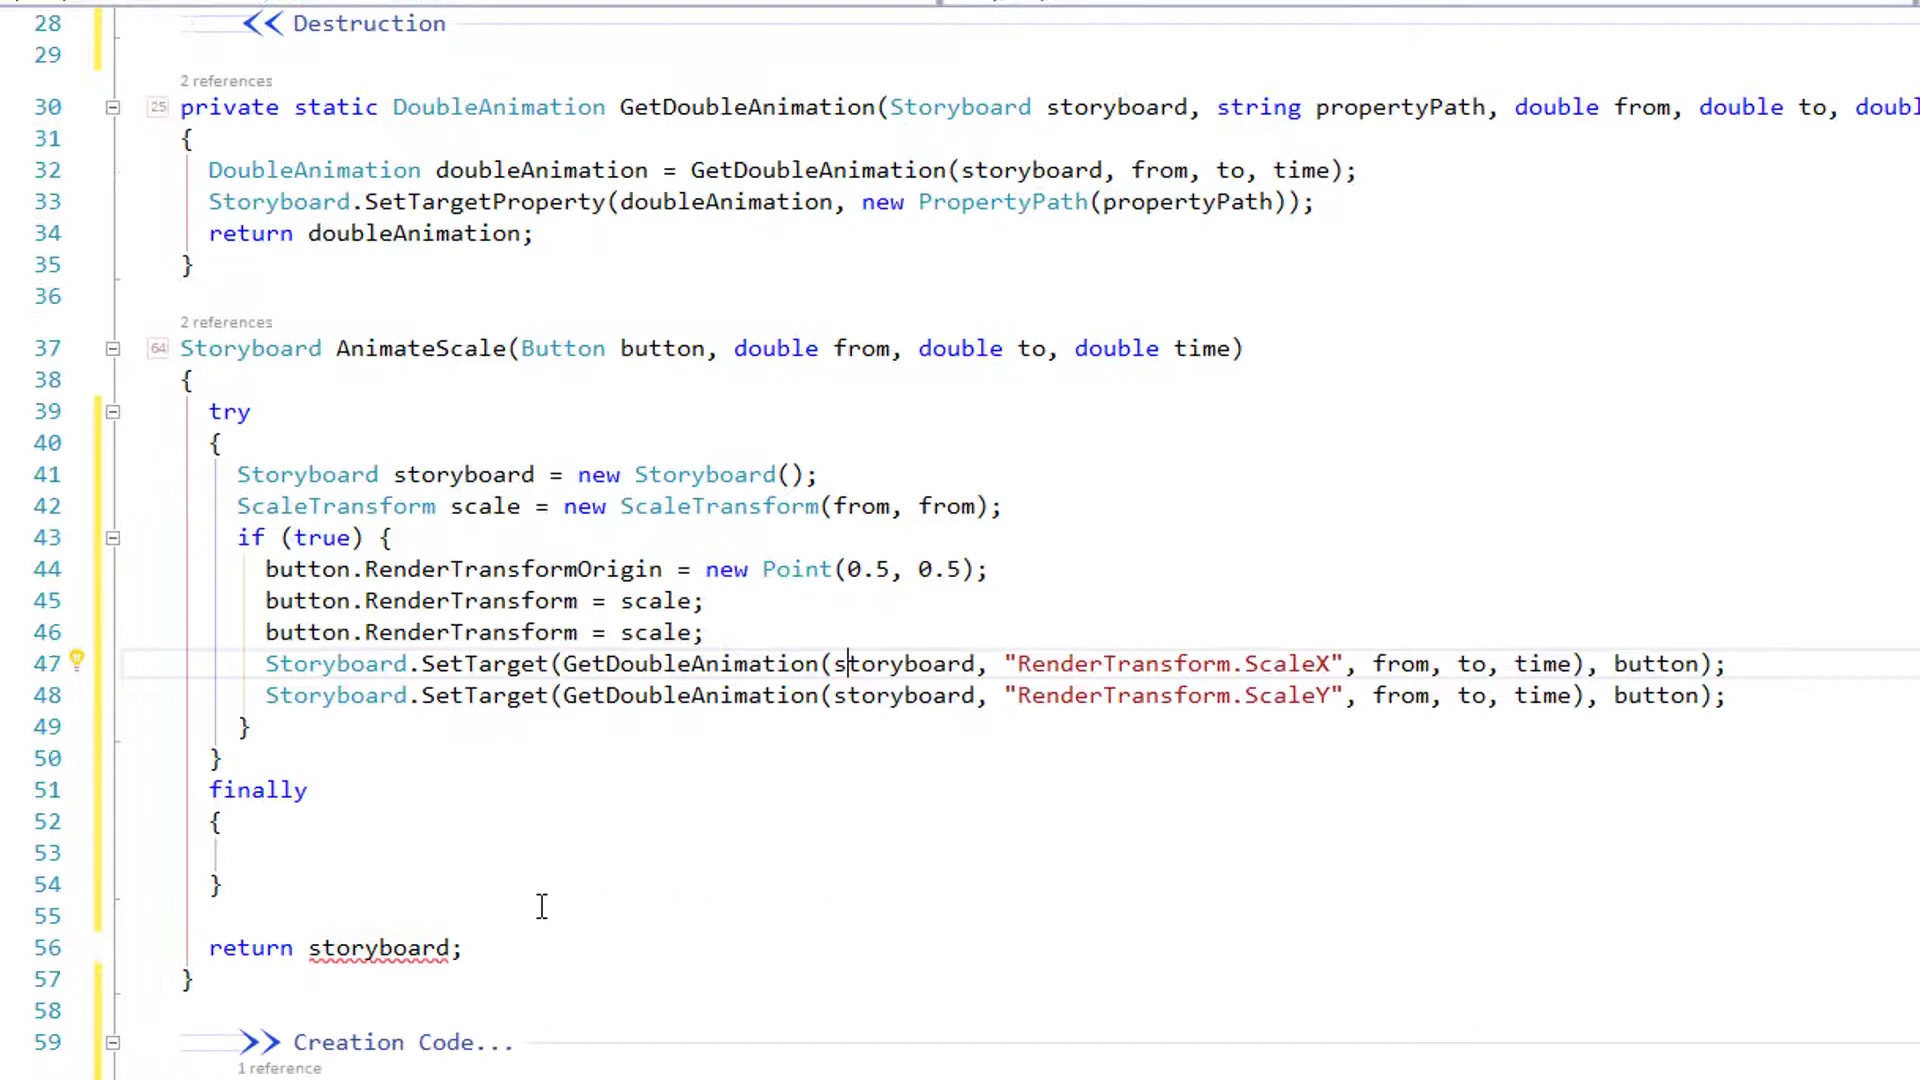 28 << Destruction
29
2 references
30 25 private static DoubleAnimation GetDoubleAnimation(Storyboard storyboard, string propertyPath, double from, double to, doubl
31 {
32 DoubleAnimation doubleAnimation = GetDoubleAnimation(storyboard, from, to, time);
33 Storyboard.SetTargetProperty(doubleAnimation, new PropertyPath(propertyPath));
34 return doubleAnimation;
35 }
36
2 references
37 64 Storyboard AnimateScale(Button button, double from, double to, double time)
38 {
39 try
40 {
41 Storyboard storyboard = new Storyboard();
42 ScaleTransform scale = new ScaleTransform(from, from);
43 if (true) {
44 button.RenderTransformOrigin = new Point(0.5, 0.5);
45 button.RenderTransform = scale;
46 button.RenderTransform = scale;
47 Storyboard.SetTarget(GetDoubleAnimation(storyboard, "RenderTransform.ScaleX", from, to, time), button);
48 Storyboard.SetTarget(GetDoubleAnimation(storyboard, "RenderTransform.ScaleY", from, to, time), button);
49 }
50 }
51 finally
52 {
53
54 }
55
56 return storyboard;
57 }
58
59 >> Creation Code...
1 reference